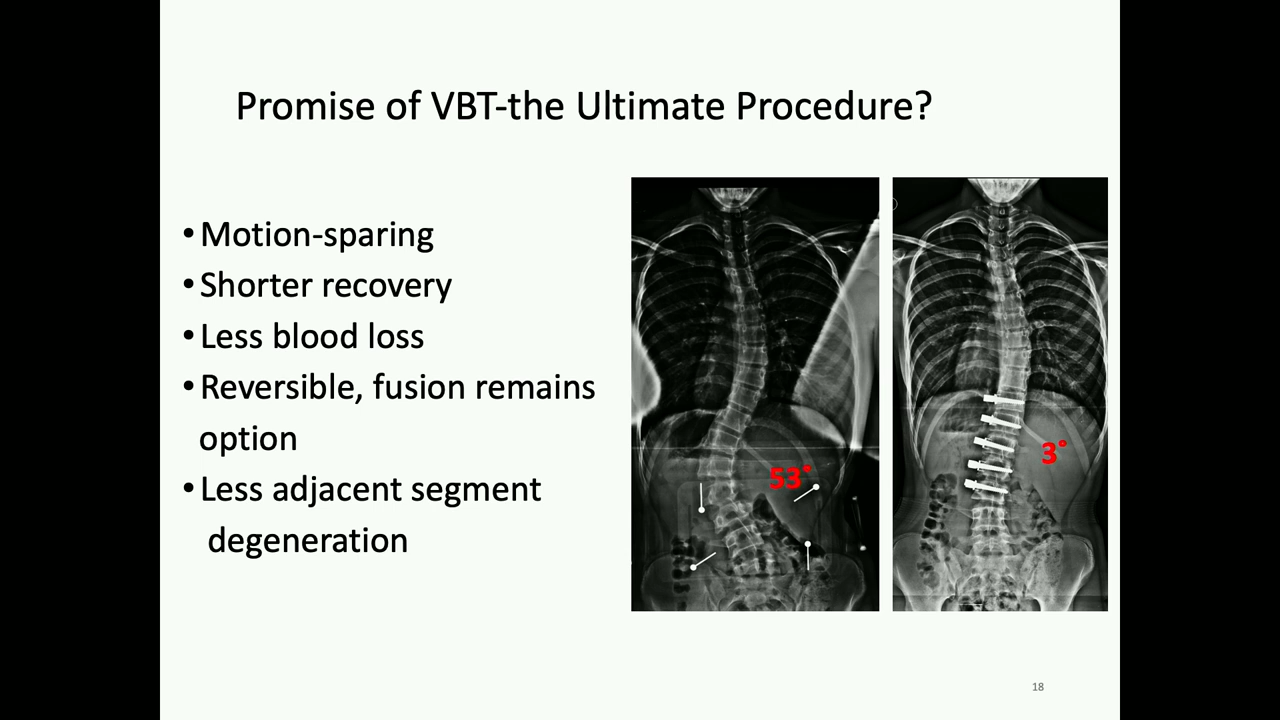 Promise of VBT-the Ultimate Procedure?
•Motion-sparing
•Shorter recovery
•Less blood loss
•Reversible, fusion remains
option
•Less adjacent segment
degeneration
53°
3°
18